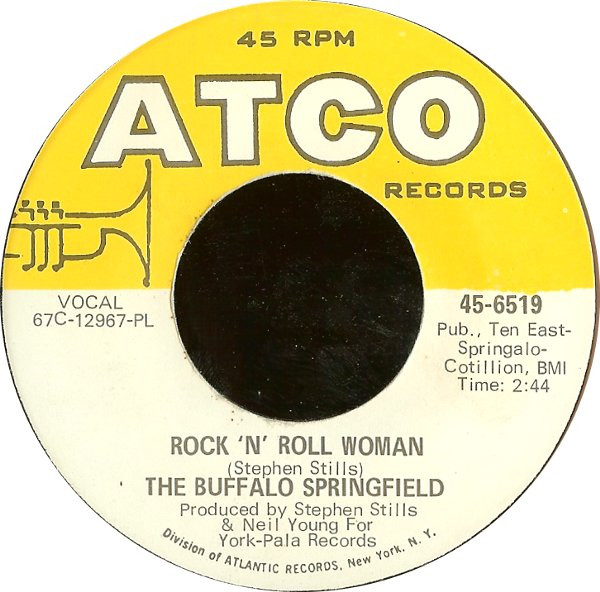 45 RPM
ATCO
RECORDS
VOCAL
67C-12967-PL
45-6519
Pub., Ten East-
Springalo-
Cotillion, BMI
Time: 2:44
ROCK 'N' ROLL WOMAN
(Stephen Stills)
THE BUFFALO SPRINGFIELD
Produced by Stephen Stills
& Neil Young For
York-Pala Records
Division of ATLANTIC RECORDS, New York, N. Y.